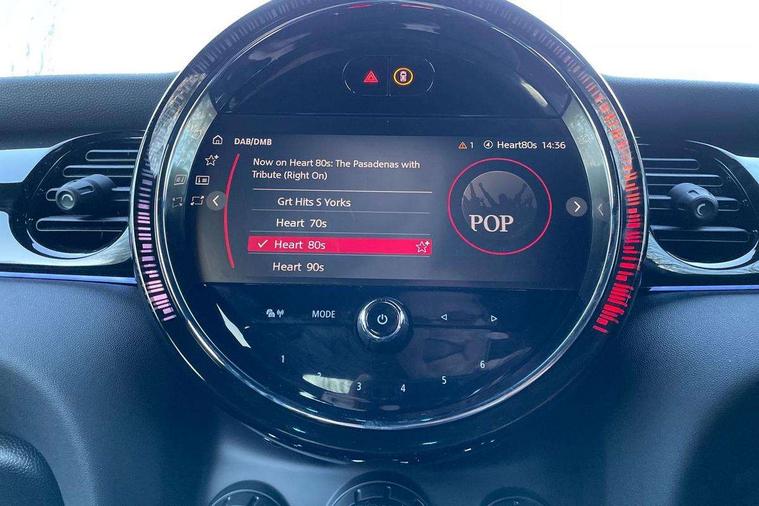 DAB/DMB
1 Heart80s 14:36
Now on Heart 80s: The Pasadenas with
Tribute (Right On)
Grt Hits S Yorks
Heart 70s
Heart 80s
Heart 90s
POP
MODE
1
2
3
4
5
6